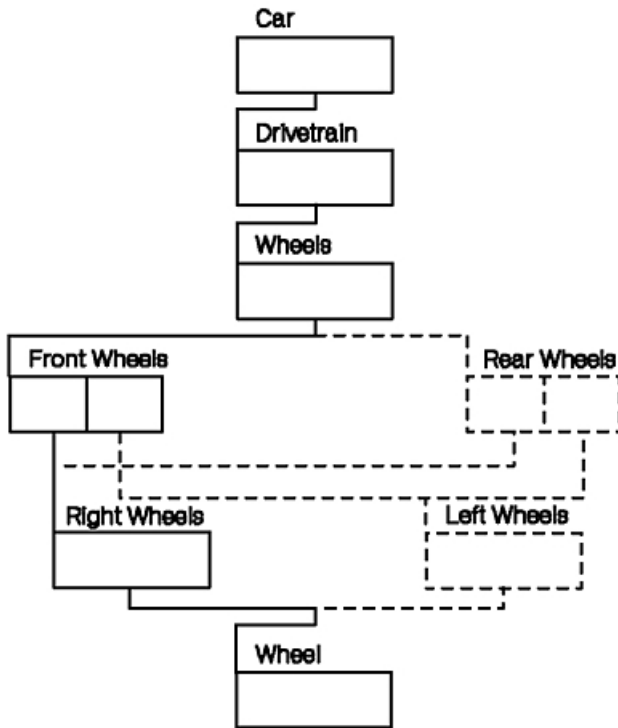 Car
Drivetrain
Wheels
Front Wheels
Rear Wheels
Right Wheels
Left Wheels
Wheel